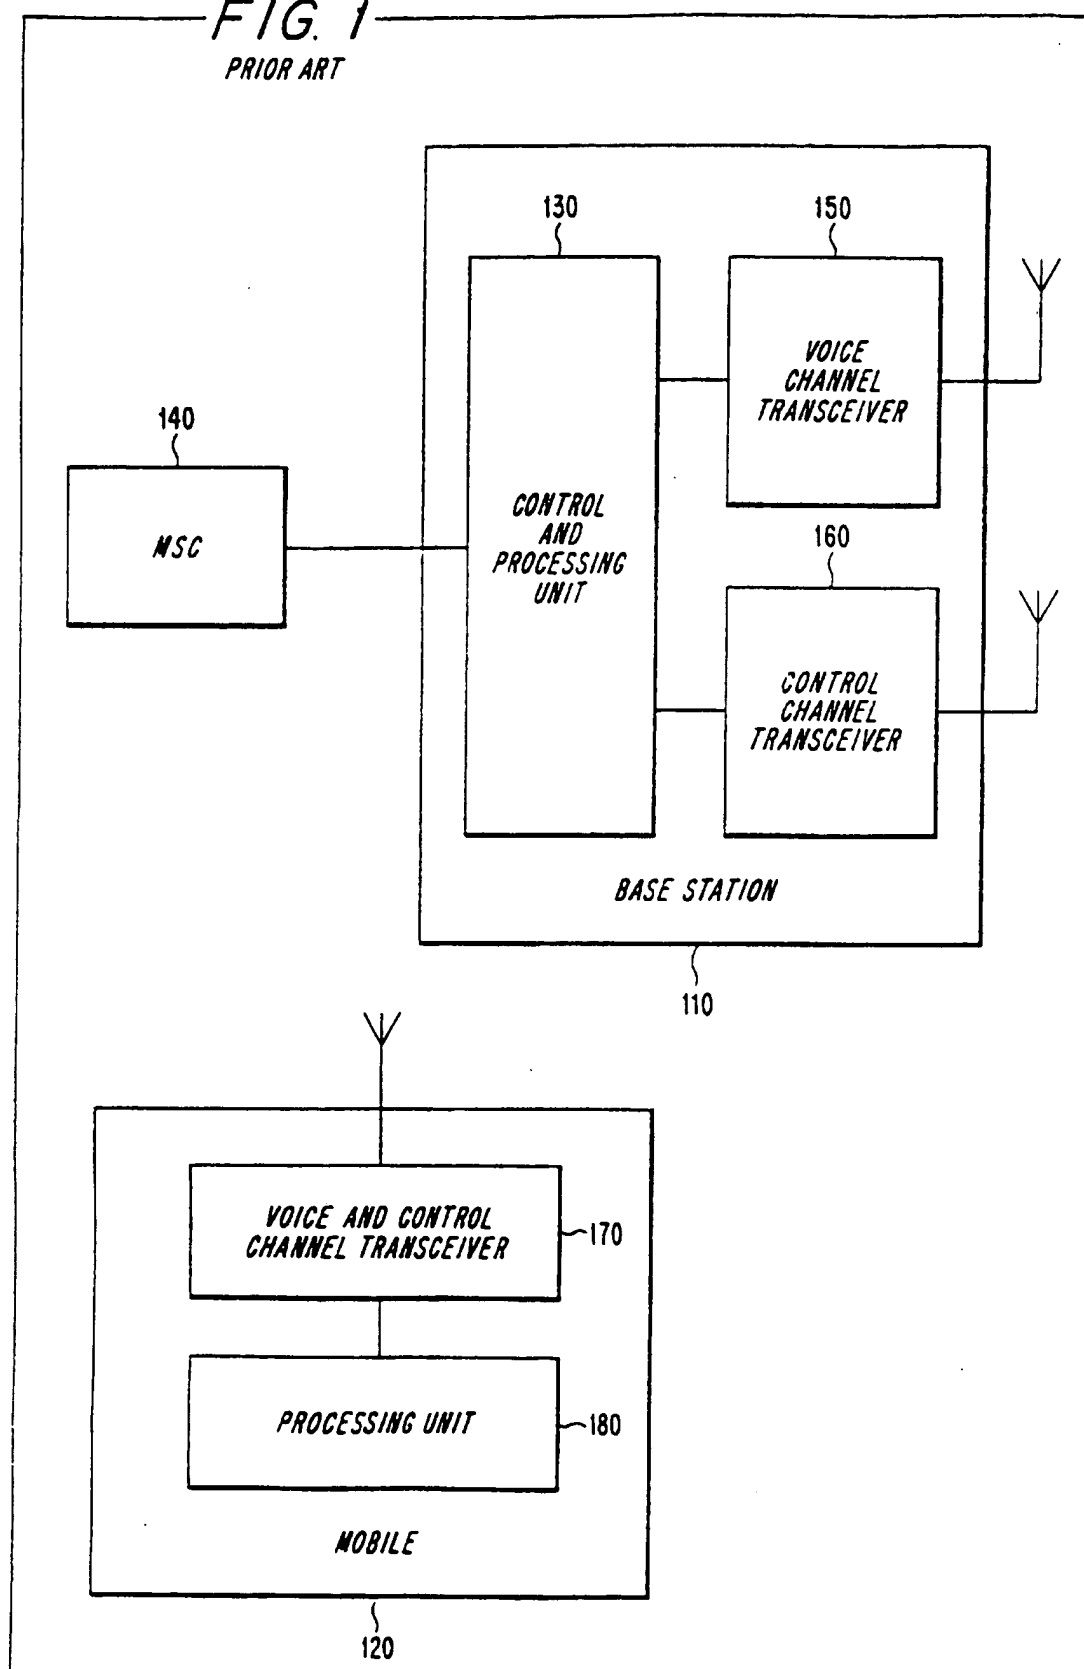 FIG. 1
PRIOR ART
130
150
VOICE
CHANNEL
TRANSCEIVER
140
MSC
CONTROL
AND
PROCESSING
UNIT
160
CONTROL
CHANNEL
TRANSCEIVER
BASE STATION
110
VOICE AND CONTROL
CHANNEL TRANSCEIVER
170
PROCESSING UNIT
180
MOBILE
120